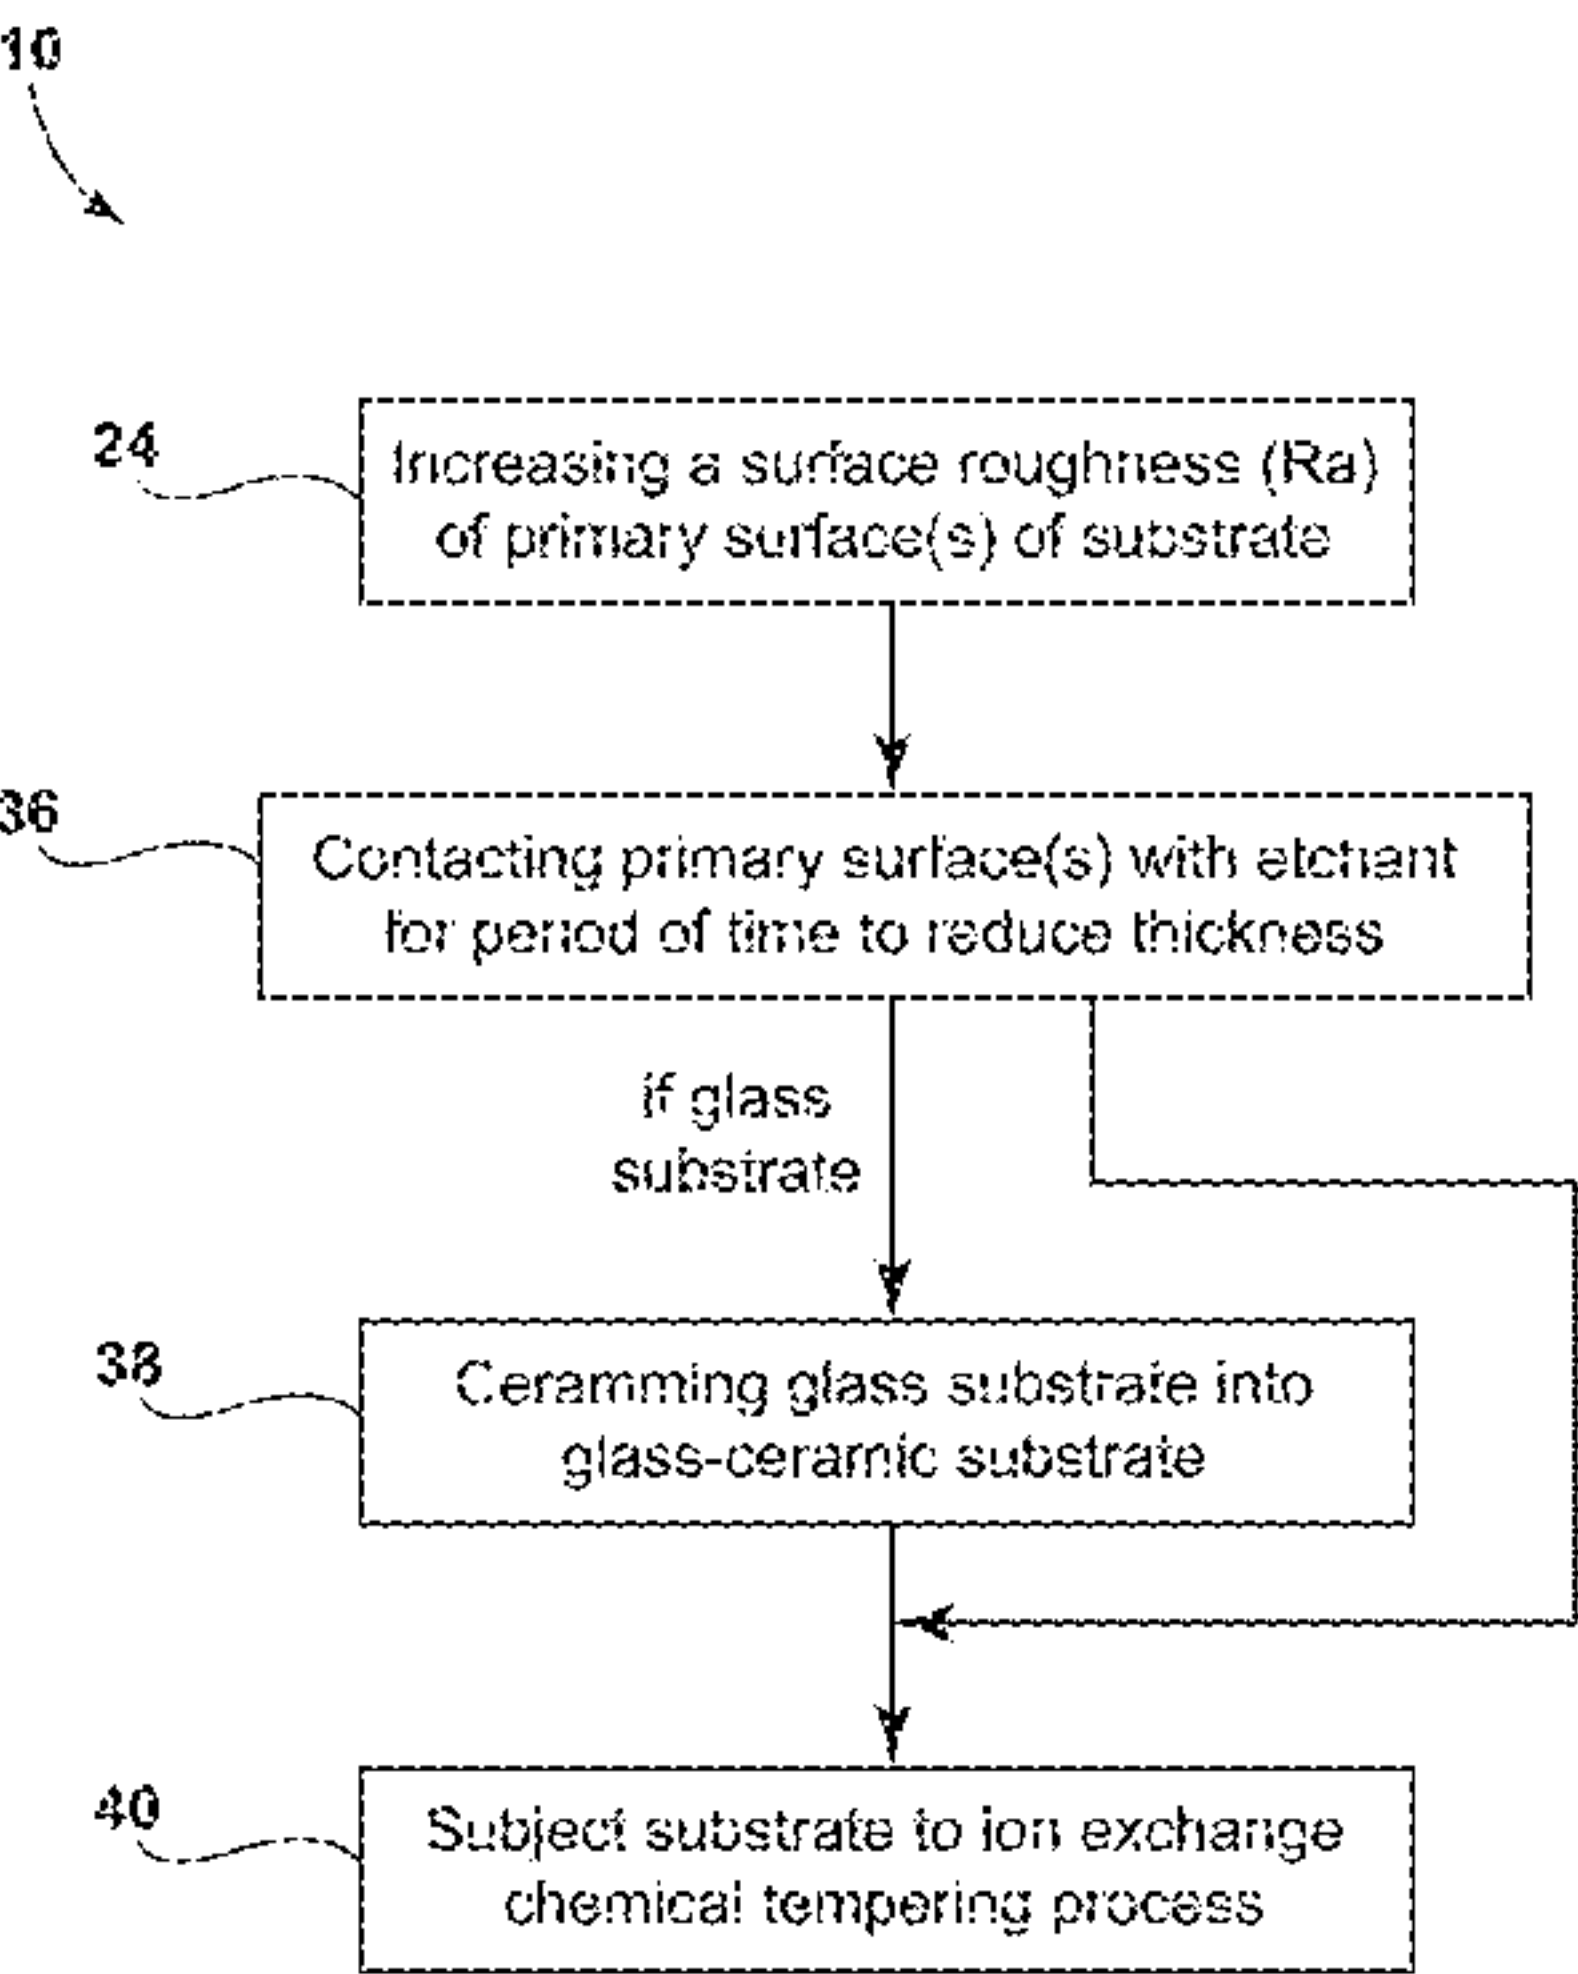 10
24
Increasing a surface roughness (Ra)
of primary surface(s) of substrate
36
Contacting primary surface(s) with etchant
for period of time to reduce thickness
if glass
substrate
38
Ceramming glass substrate into
glass-ceramic substrate
40
Subject substrate to ion exchange
chemical tempering process